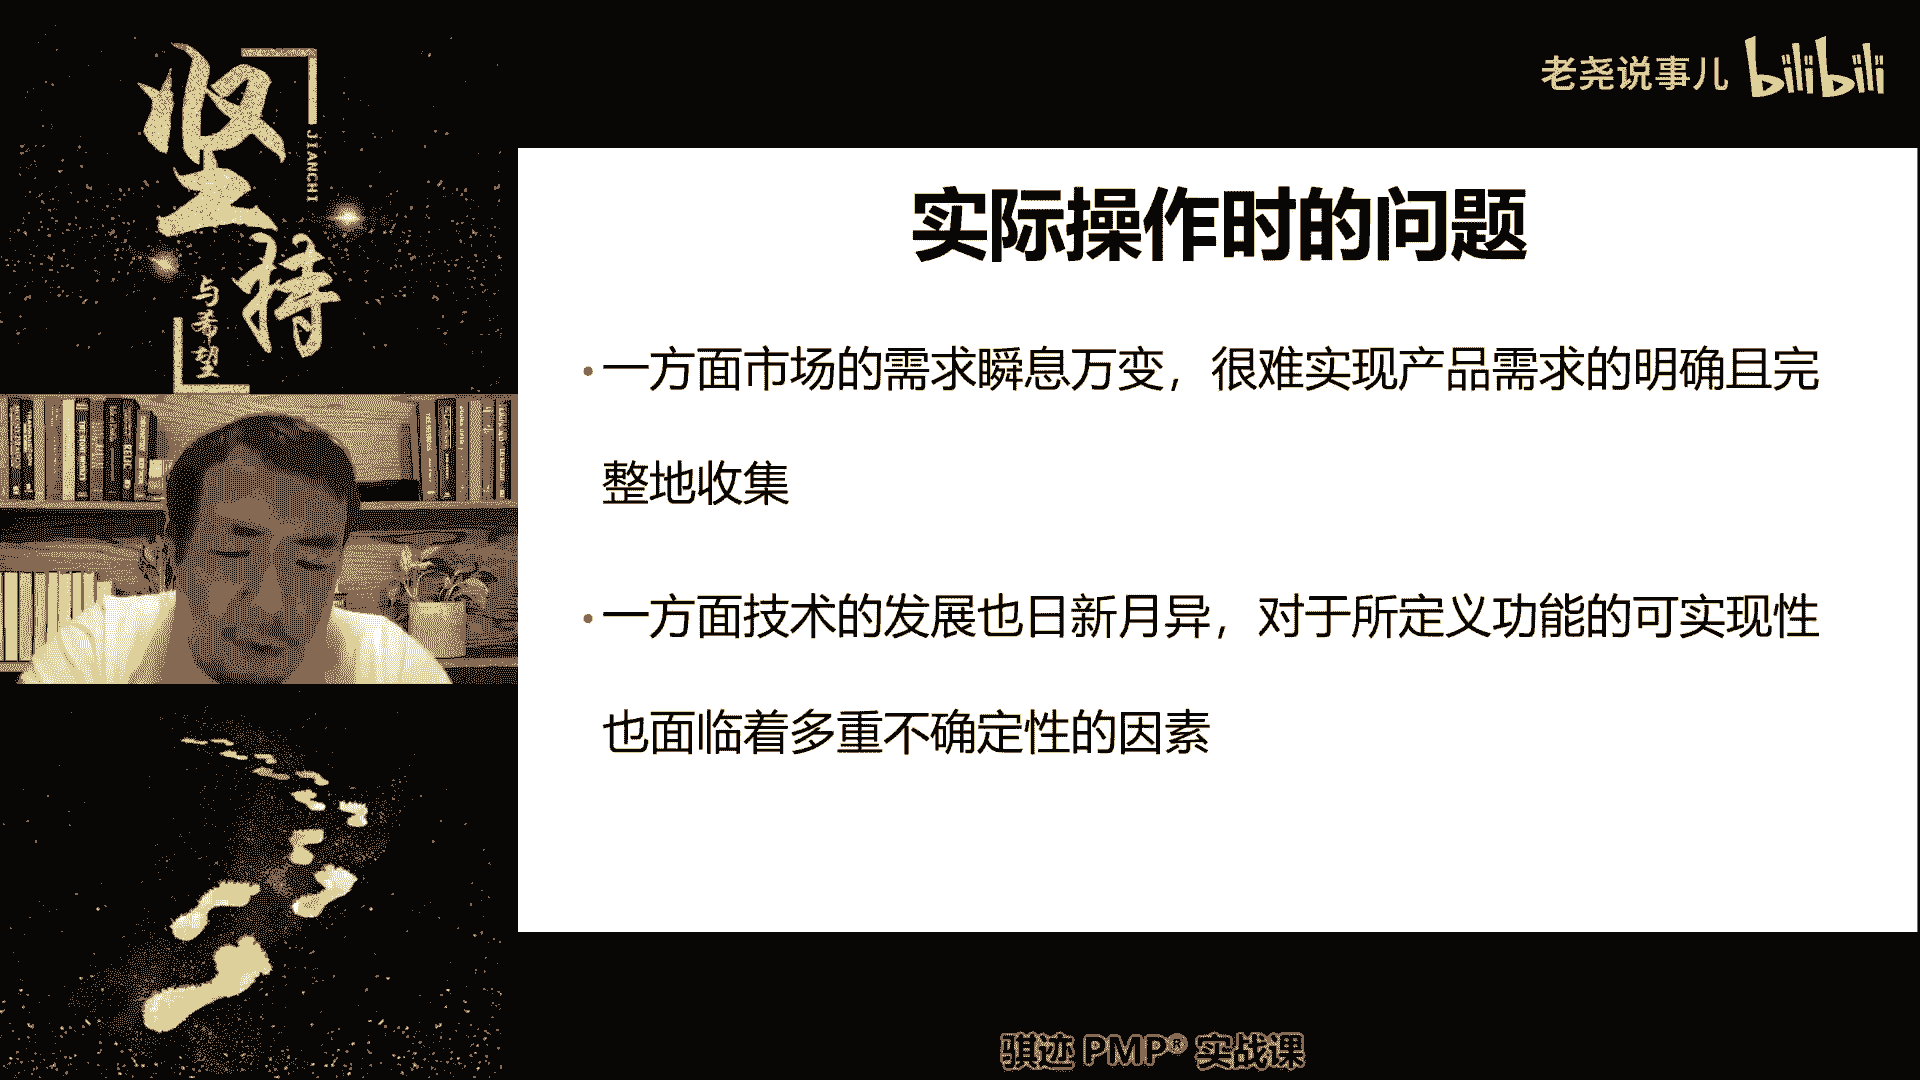 坚持
JIANCHI
与希望
老尧说事儿 bilibili
实际操作时的问题
•一方面市场的需求瞬息万变，很难实现产品需求的明确且完
整地收集
•一方面技术的发展也日新月异，对于所定义功能的可实现性
也面临着多重不确定性的因素
骐迹 PMP® 实战课